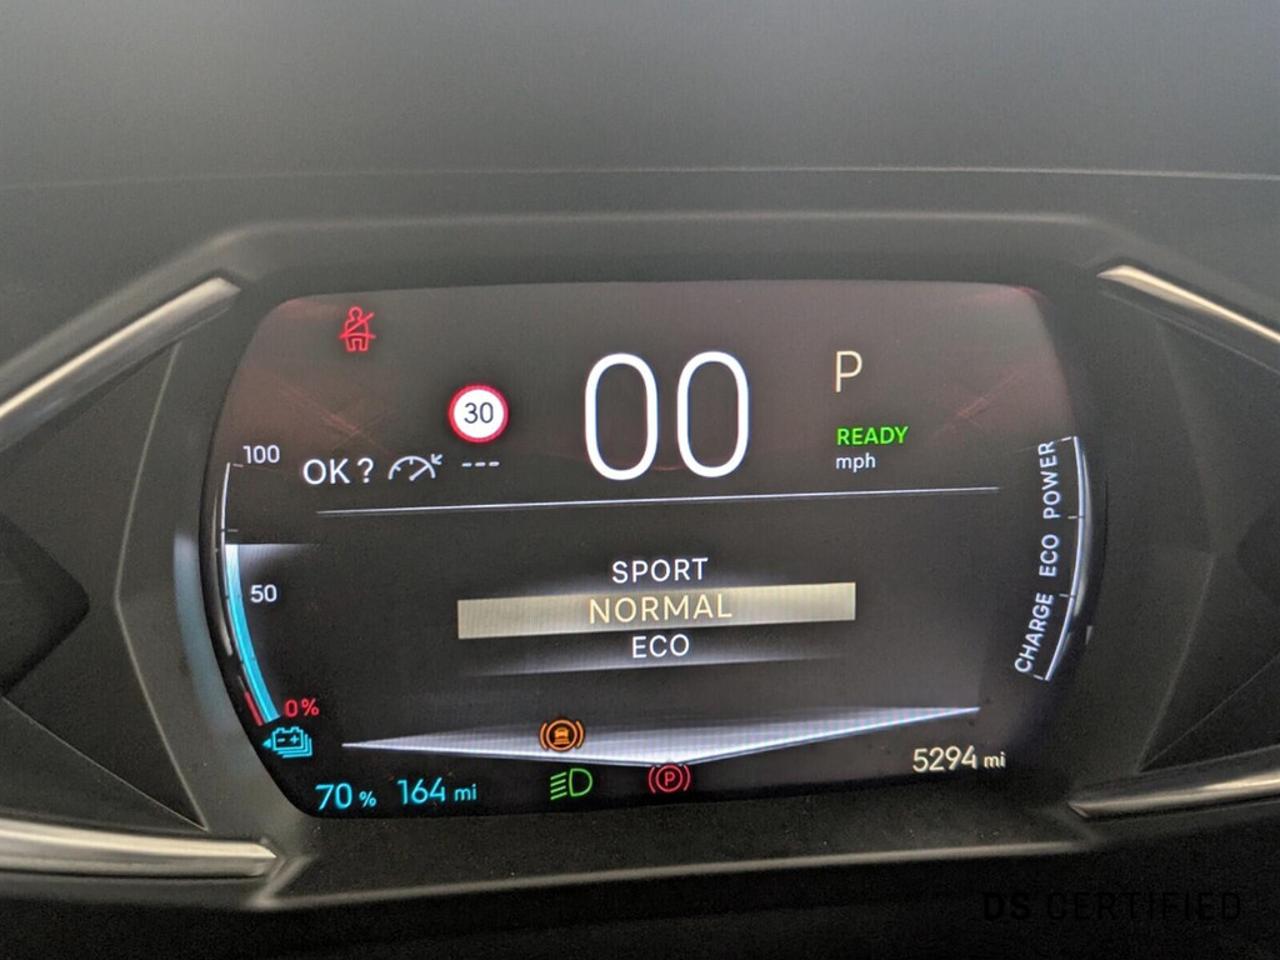 30
00
P
READY
mph
100
OK ? ---
50
0%
SPORT
NORMAL
ECO
CHARGE ECO POWER
70 % 164 mi
P
5294 mi
DS CERTIFIED